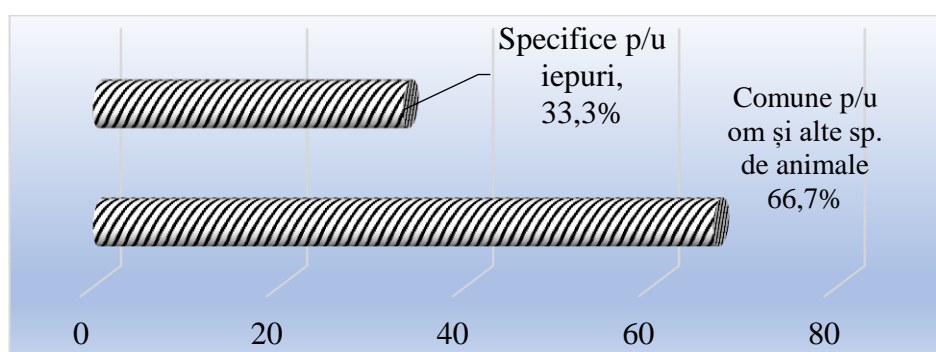 Specifice p/u
iepuri,
33,3%
Comune p/u
om și alte sp.
de animale
66,7%
0 20 40 60 80